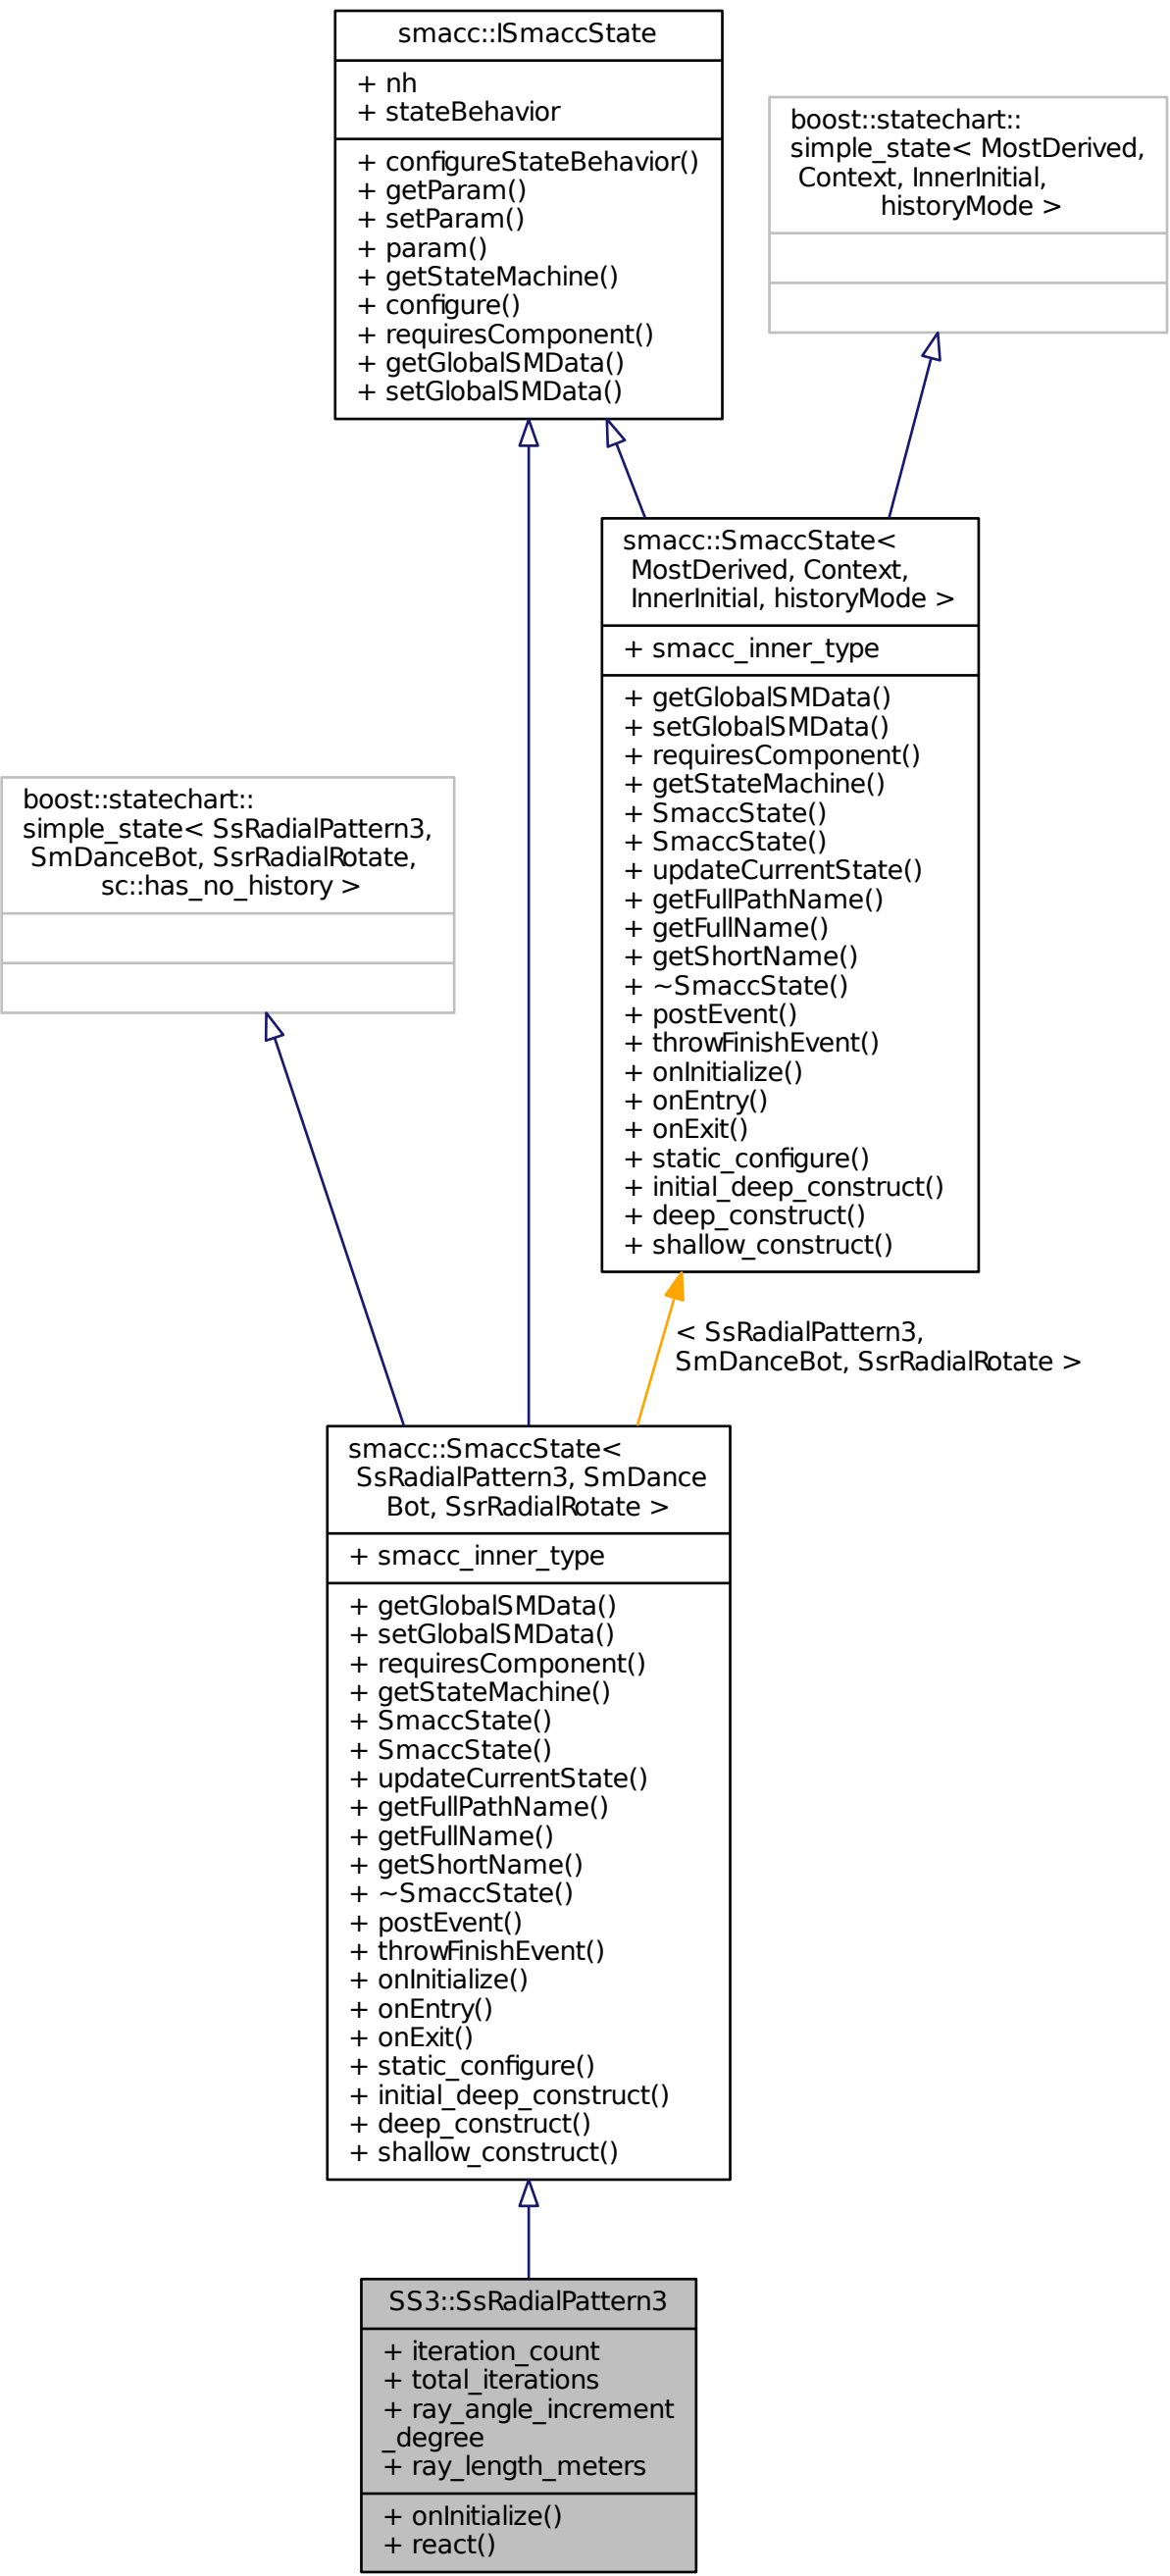 smacc::ISmaccState
+ nh
+ stateBehavior
+ configureStateBehavior()
+ getParam()
+ setParam()
+ param()
+ getStateMachine()
+ configure()
+ requiresComponent()
+ getGlobalSMData()
+ setGlobalSMData()
boost::statechart::
simple_state< MostDerived,
Context, InnerInitial,
historyMode >
smacc::SmaccState<
MostDerived, Context,
InnerInitial, historyMode >
+ smacc_inner_type
+ getGlobalSMData()
+ setGlobalSMData()
+ requiresComponent()
+ getStateMachine()
+ SmaccState()
+ SmaccState()
+ updateCurrentState()
+ getFullPathName()
+ getFullName()
+ getShortName()
+ ~SmaccState()
+ postEvent()
+ throwFinishEvent()
+ onInitialize()
+ onEntry()
+ onExit()
+ static_configure()
+ initial_deep_construct()
+ deep_construct()
+ shallow_construct()
boost::statechart::
simple_state< SsRadialPattern3,
SmDanceBot, SsrRadialRotate,
sc::has_no_history >
< SsRadialPattern3,
SmDanceBot, SsrRadialRotate >
smacc::SmaccState<
SsRadialPattern3, SmDance
Bot, SsrRadialRotate >
+ smacc_inner_type
+ getGlobalSMData()
+ setGlobalSMData()
+ requiresComponent()
+ getStateMachine()
+ SmaccState()
+ SmaccState()
+ updateCurrentState()
+ getFullPathName()
+ getFullName()
+ getShortName()
+ ~SmaccState()
+ postEvent()
+ throwFinishEvent()
+ onInitialize()
+ onEntry()
+ onExit()
+ static_configure()
+ initial_deep_construct()
+ deep_construct()
+ shallow_construct()
SS3::SsRadialPattern3
+ iteration_count
+ total_iterations
+ ray_angle_increment
_degree
+ ray_length_meters
+ onInitialize()
+ react()